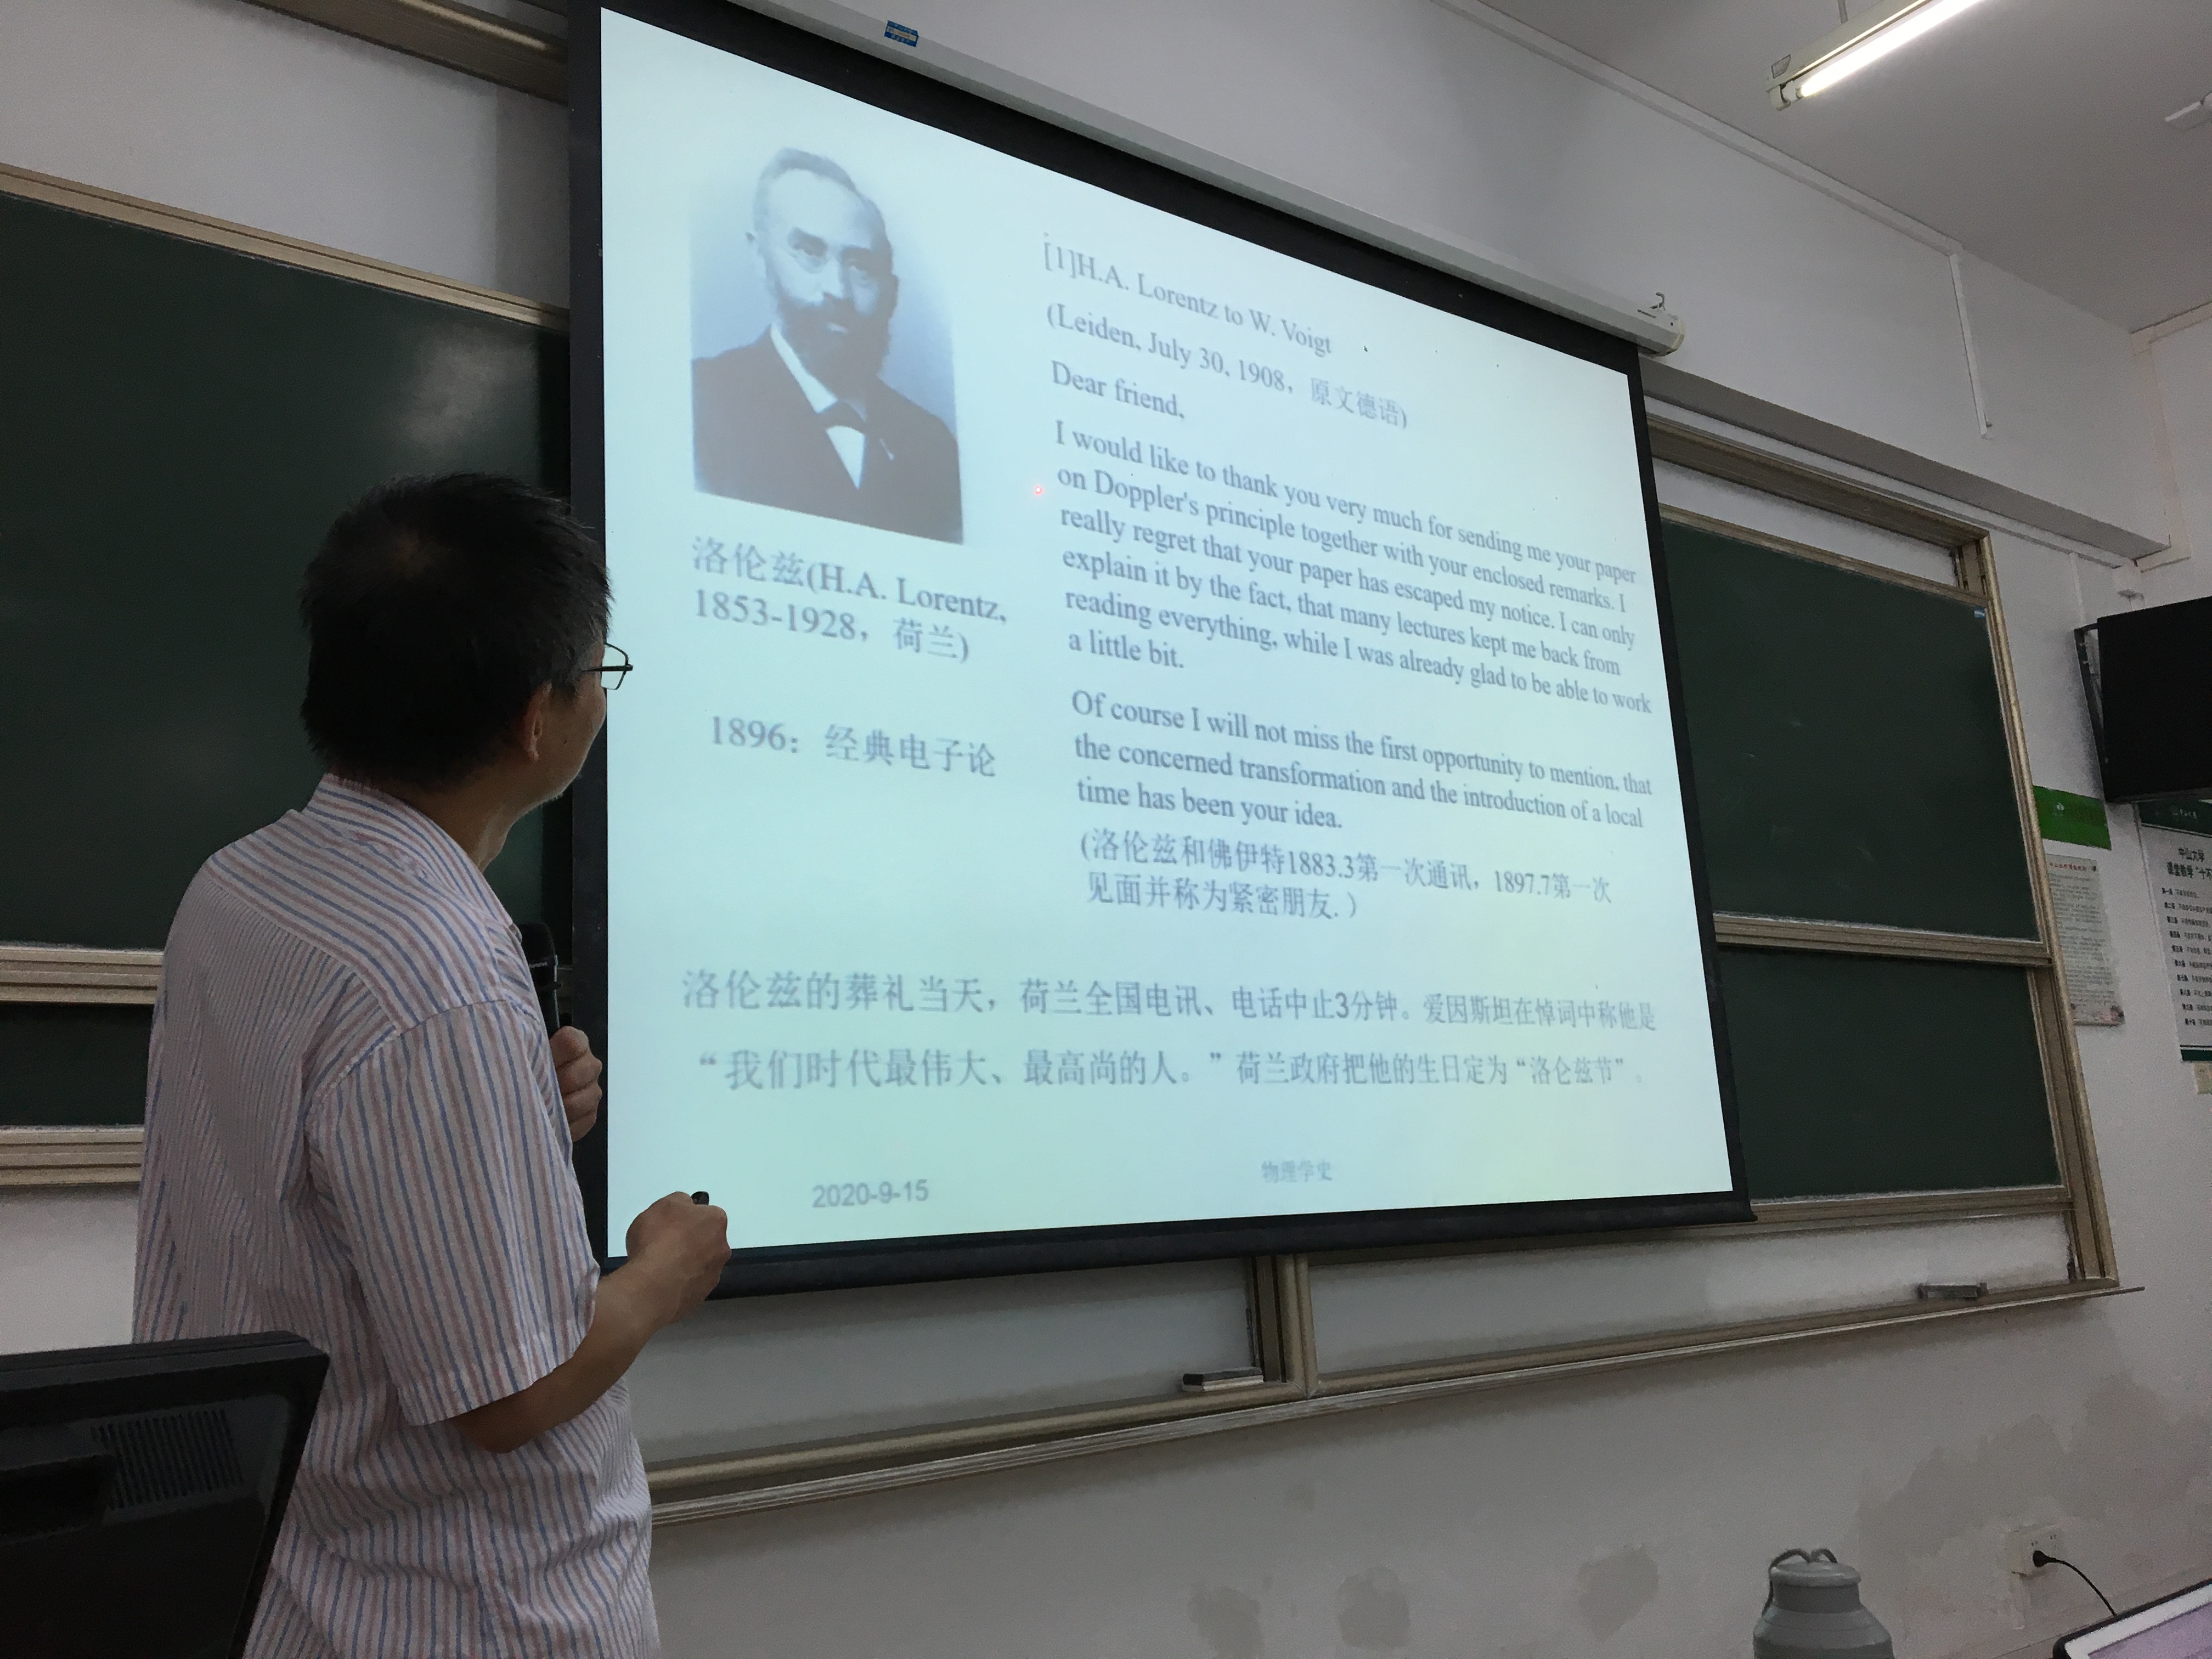 洛伦兹(H.A. Lorentz,
1853-1928，荷兰)
1896：经典电子论
[1]H.A. Lorentz to W. Voigt
(Leiden, July 30, 1908，原文德语)
Dear friend,
I would like to thank you very much for sending me your paper
on Doppler's principle together with your enclosed remarks. I
really regret that your paper has escaped my notice. I can only
explain it by the fact, that many lectures kept me back from
reading everything, while I was already glad to be able to work
a little bit.
Of course I will not miss the first opportunity to mention, that
the concerned transformation and the introduction of a local
time has been your idea.
(洛伦兹和佛伊特1883.3第一次通讯，1897.7第一次
见面并称为紧密朋友.）
洛伦兹的葬礼当天，荷兰全国电讯、电话中止3分钟。爱因斯坦在悼词中称他是
“我们时代最伟大、最高尚的人。”荷兰政府把他的生日定为“洛仑兹节”。
2020-9-15
物理学史
中山大学